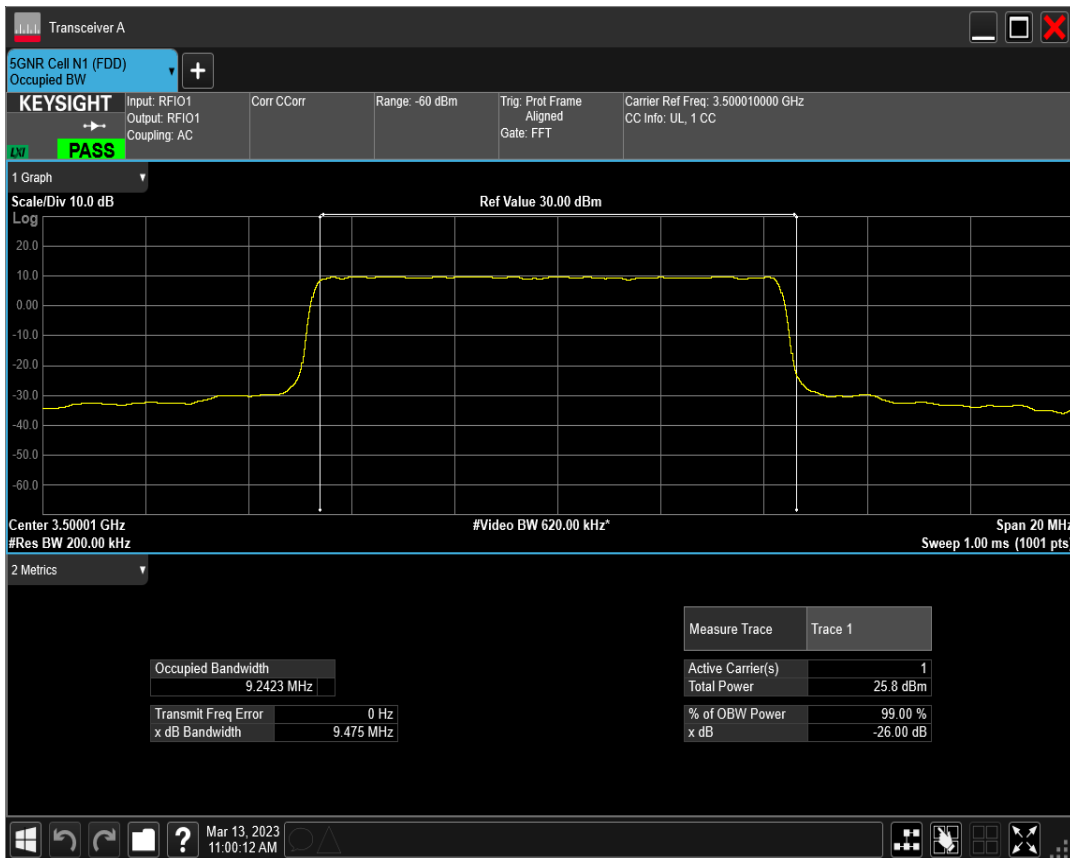 Transceiver A
5GNR Cell N1 (FDD)
Occupied BW
KEYSIGHT
LXI
PASS
Input: RFIO1
Output: RFIO1
Coupling: AC
Corr CCorr
Range: -60 dBm
Trig: Prot Frame
Aligned
Gate: FFT
Carrier Ref Freq: 3.500010000 GHz
CC Info: UL, 1 CC
1 Graph
Scale/Div 10.0 dB
Ref Value 30.00 dBm
Log
20.0
10.0
0.00
-10.0
-20.0
-30.0
-40.0
-50.0
-60.0
Center 3.50001 GHz
#Video BW 620.00 kHz*
Span 20 MHz
#Res BW 200.00 kHz
Sweep 1.00 ms (1001 pts)
2 Metrics
Measure Trace Trace 1
Occupied Bandwidth
9.2423 MHz
Active Carrier(s) 1
Total Power 25.8 dBm
Transmit Freq Error 0 Hz
x dB Bandwidth 9.475 MHz
% of OBW Power 99.00 %
x dB -26.00 dB
?
Mar 13, 2023
11:00:12 AM